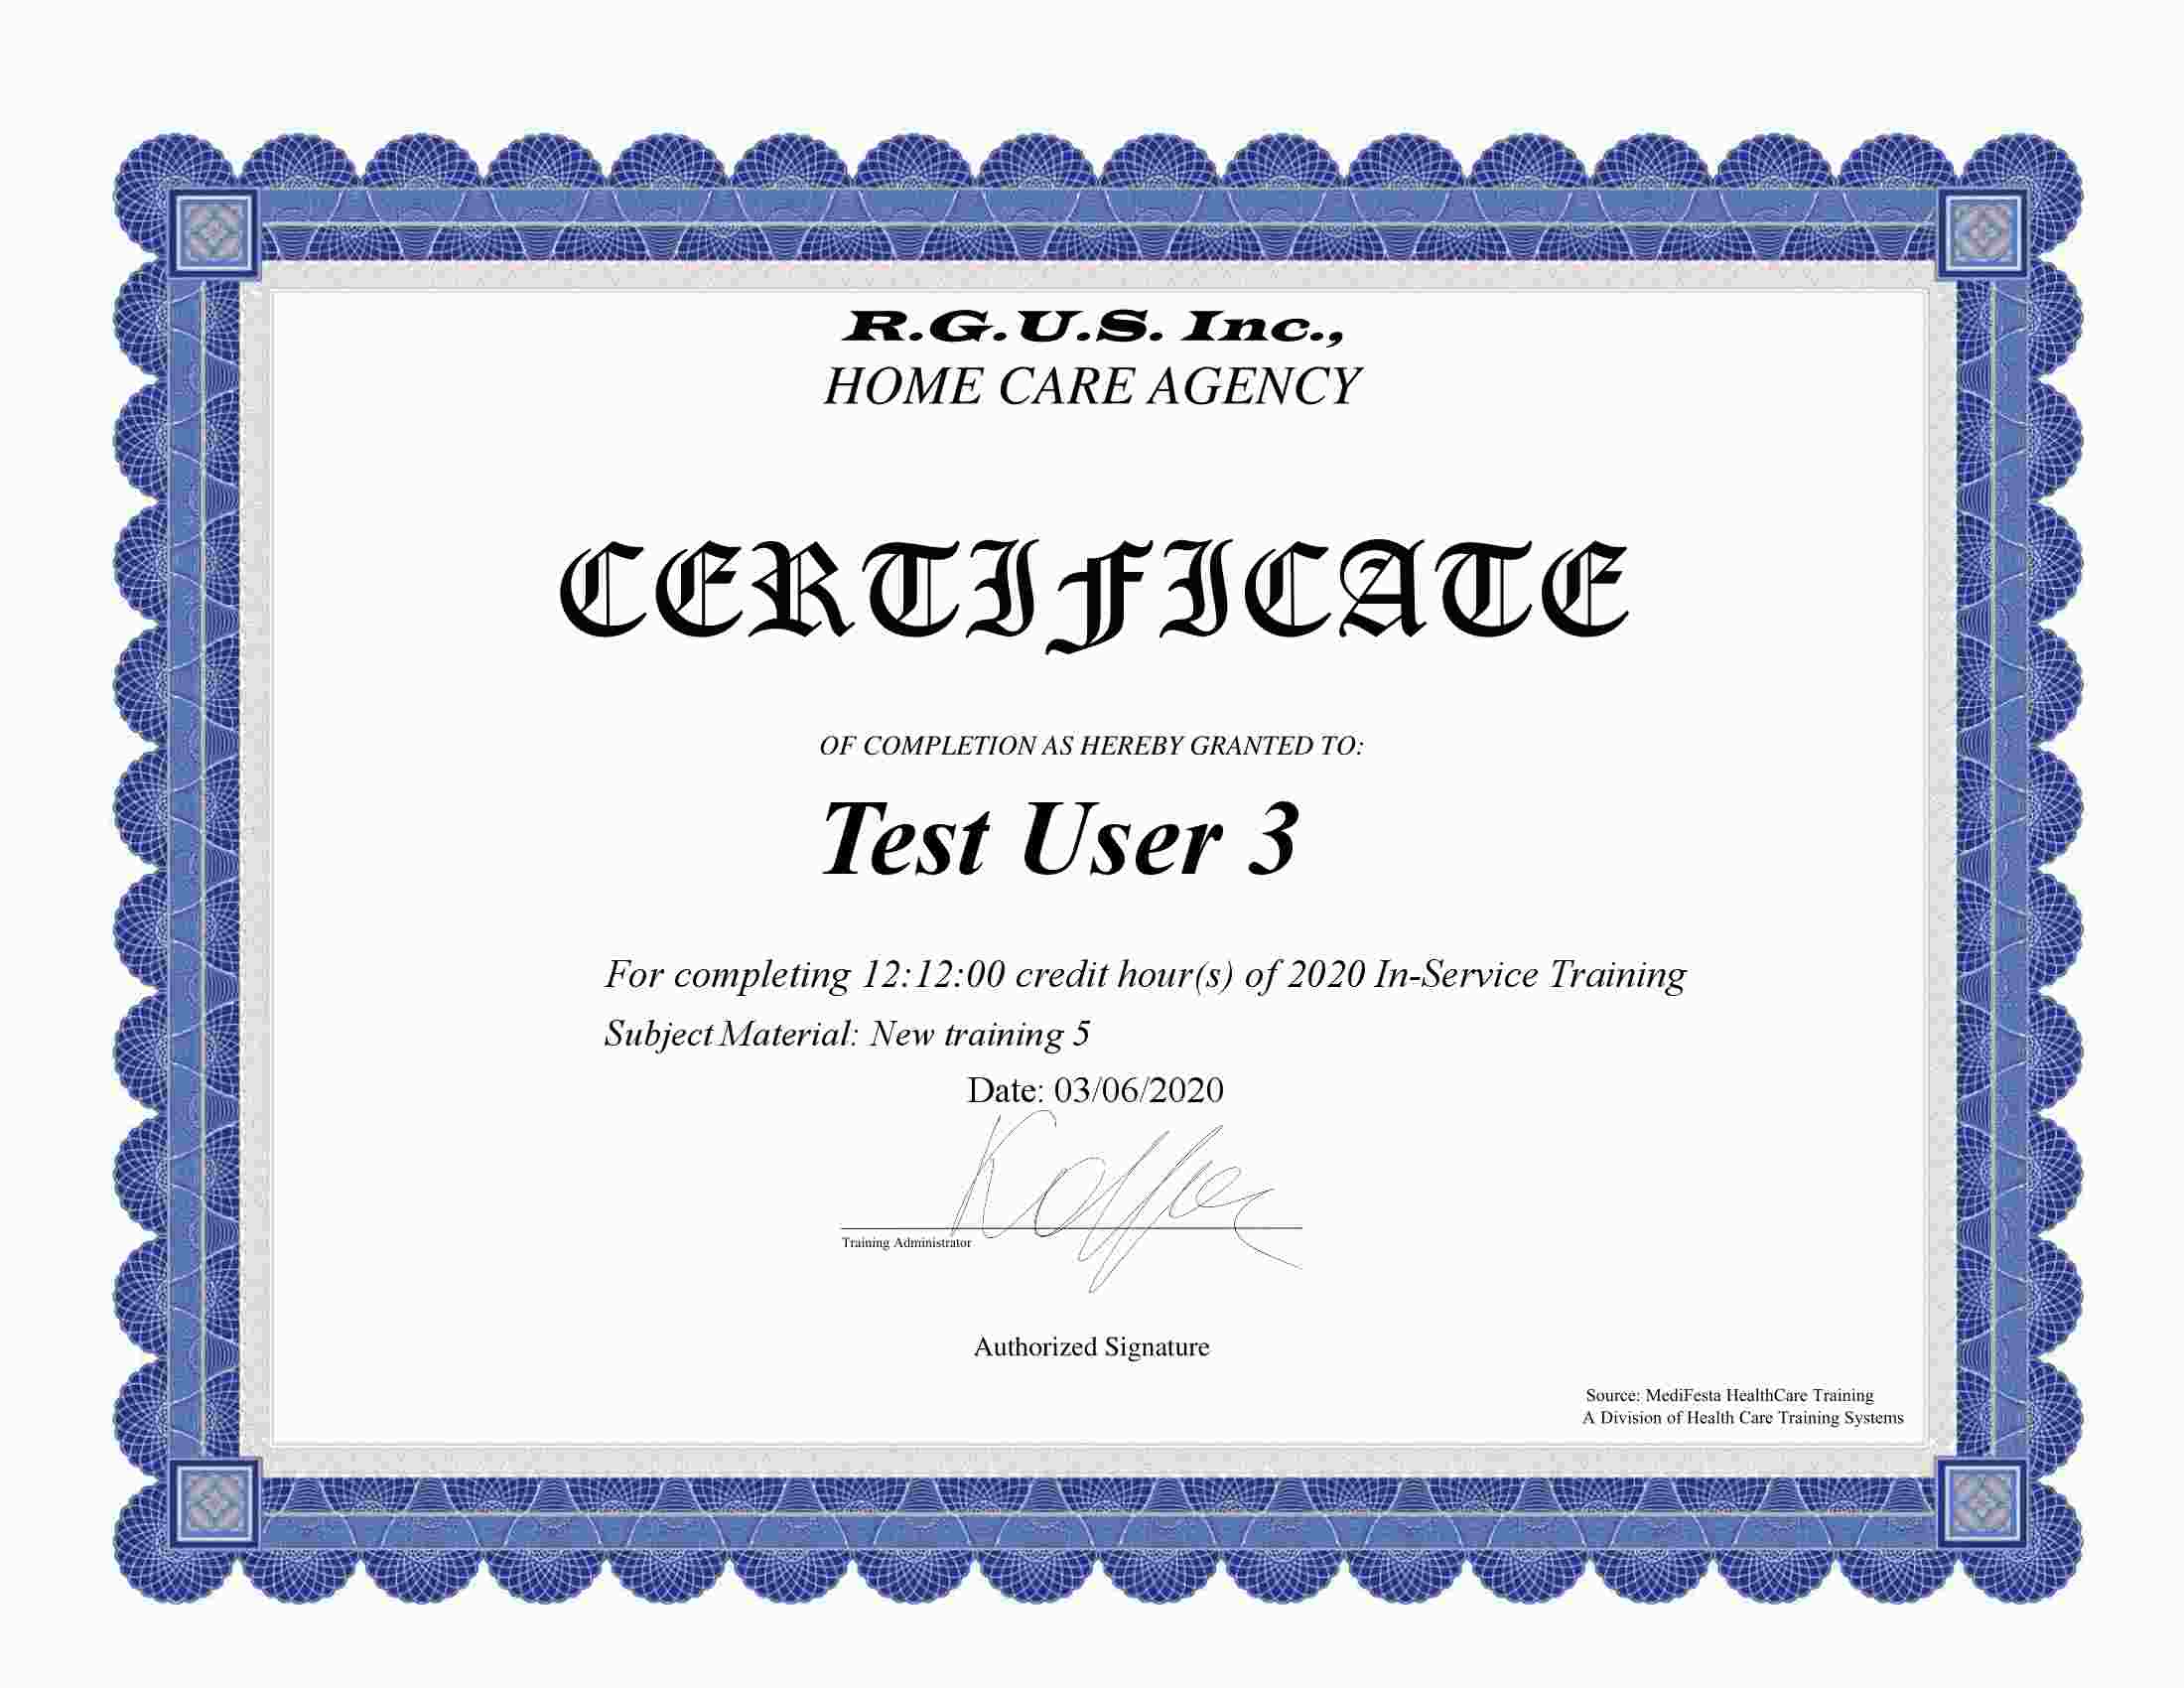 R.G.U.S. Inc.,
HOME CARE AGENCY
CERTIFICATE
OF COMPLETION AS HEREBY GRANTED TO:
Test User 3
For completing 12:12:00 credit hour(s) of 2020 In-Service Training
Subject Material: New training 5
Date: 03/06/2020
Training Administrator
Authorized Signature
Source: MediFesta HealthCare Training
A Division of Health Care Training Systems